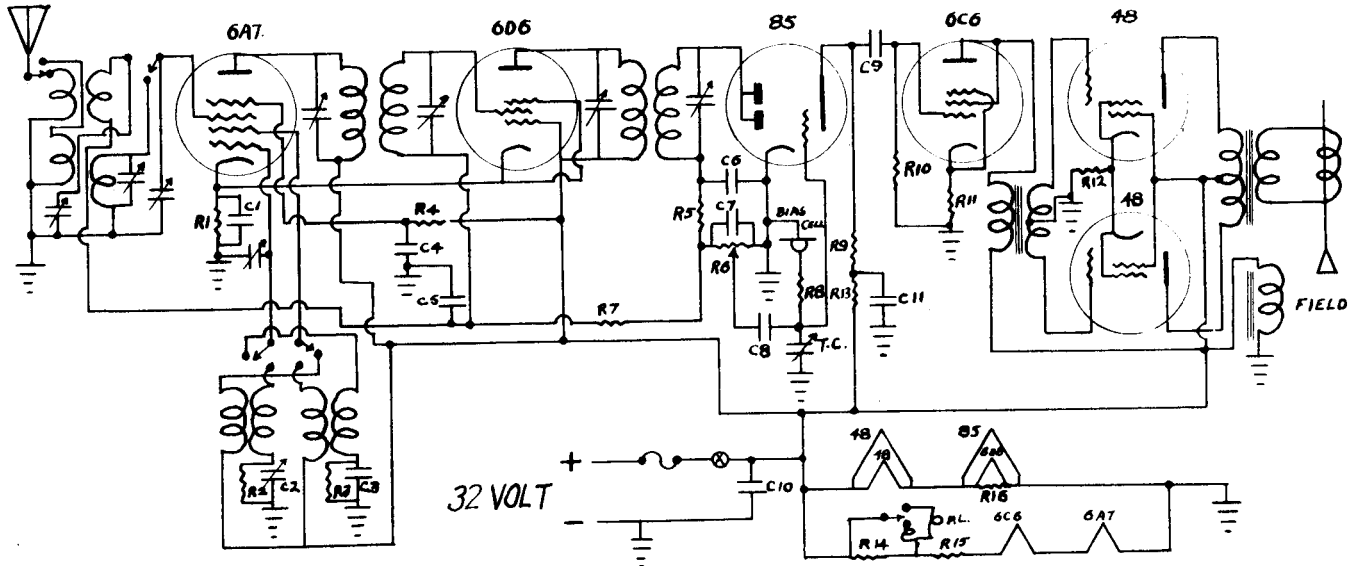 6A7.
6D6
85
6C6
48
C9
R1
C1
R4
C4
C5
R7
R5
C6
C7
R6
BIAS
CELL
R8
C8
T.C.
R9
R13
C11
R10
R11
R12
48
FIELD
R2
C2
R3
C3
32 VOLT
+
−
C10
48
48
85
6D6
R16
R14
P.L.
R15
6C6
6A7